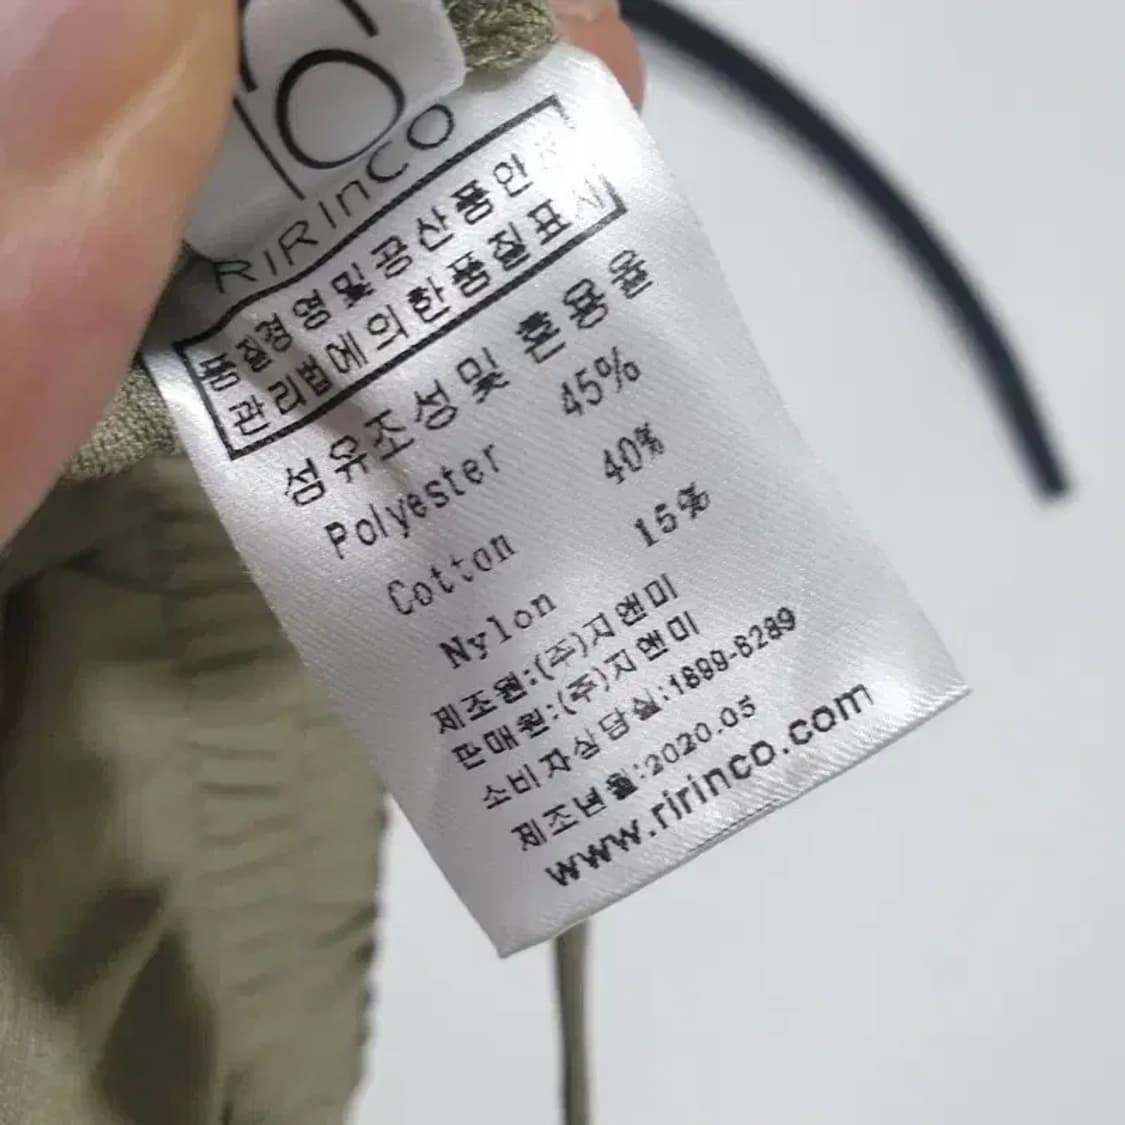 RIRInCO
품질경영및공산품안전
관리법에의한품질표시
섬유조성및 혼용율
Polyester 45%
Cotton 40%
Nylon 15%
제조원:(주)지앤미
판매원:(주)지앤미
소비자상담실:1899-8289
제조년월:2020.05
www.ririnco.com